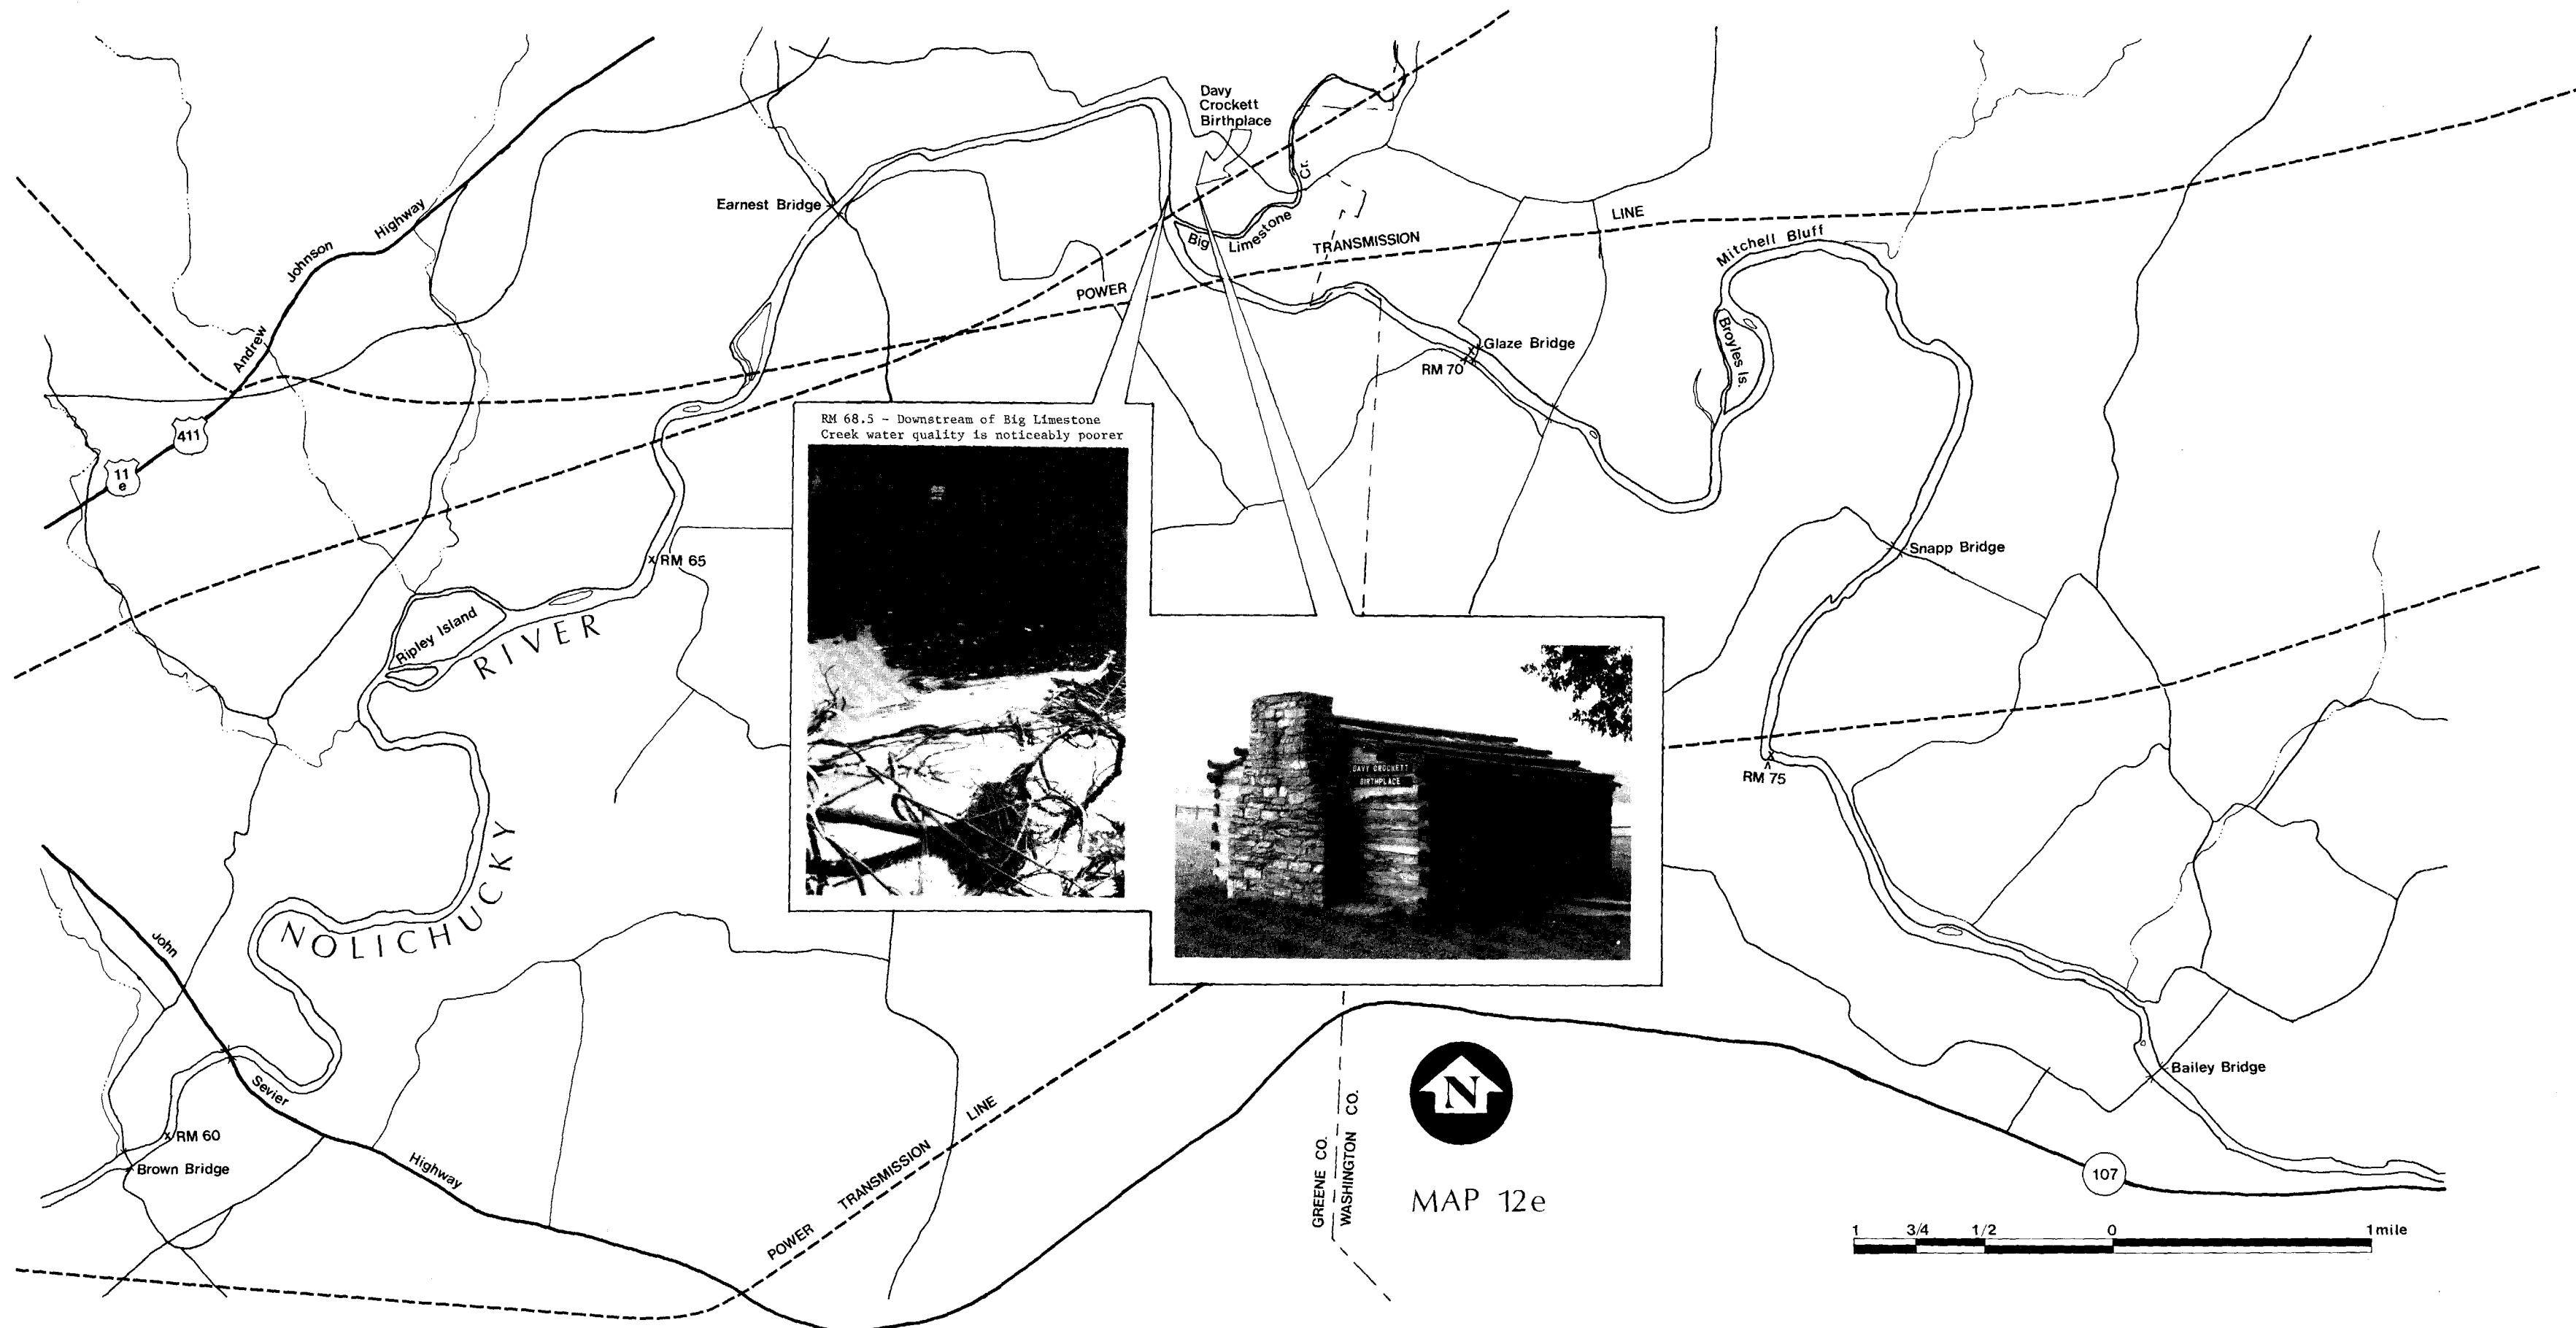 Davy
Crockett
Birthplace
Earnest Bridge
Big Limestone Cr.
POWER TRANSMISSION LINE
Andrew Johnson Highway
Mitchell Bluff
Broyles Is.
Glaze Bridge
RM 70
411
11
e
RM 68.5 - Downstream of Big Limestone
Creek water quality is noticeably poorer
Snapp Bridge
RM 65
Ripley Island
NOLICHUCKY RIVER
DAVY CROCKETT
BIRTHPLACE
RM 75
John Sevier Highway
RM 60
Brown Bridge
Bailey Bridge
POWER TRANSMISSION LINE
GREENE CO.
WASHINGTON CO.
N
MAP 12e
107
1 3/4 1/2 0 1 mile